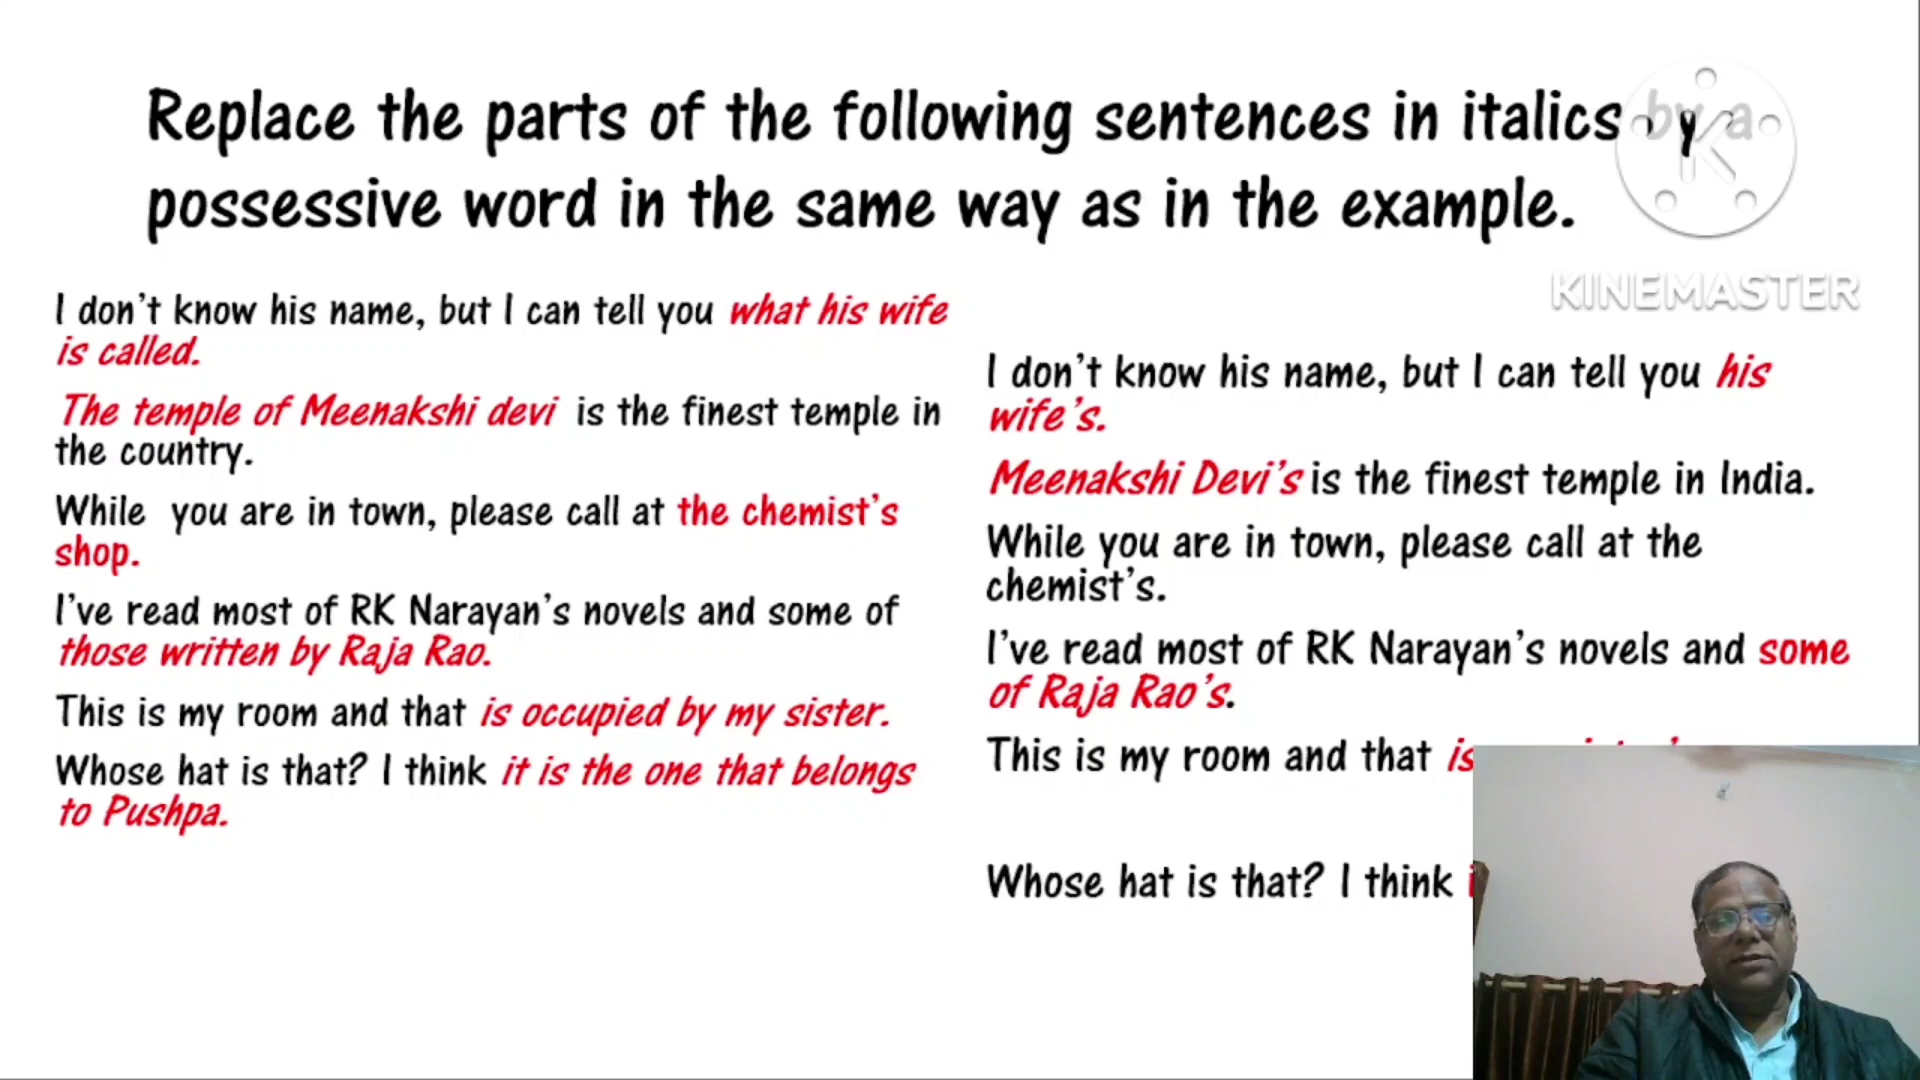 Replace the parts of the following sentences in italics by a
possessive word in the same way as in the example.
KINEMASTER
I don't know his name, but I can tell you what his wife
is called.
The temple of Meenakshi devi is the finest temple in
the country.
While you are in town, please call at the chemist's
shop.
I've read most of RK Narayan's novels and some of
those written by Raja Rao.
This is my room and that is occupied by my sister.
Whose hat is that? I think it is the one that belongs
to Pushpa.
I don't know his name, but I can tell you his
wife's.
Meenakshi Devi's is the finest temple in India.
While you are in town, please call at the
chemist's.
I've read most of RK Narayan's novels and some
of Raja Rao's.
This is my room and that is
Whose hat is that? I think